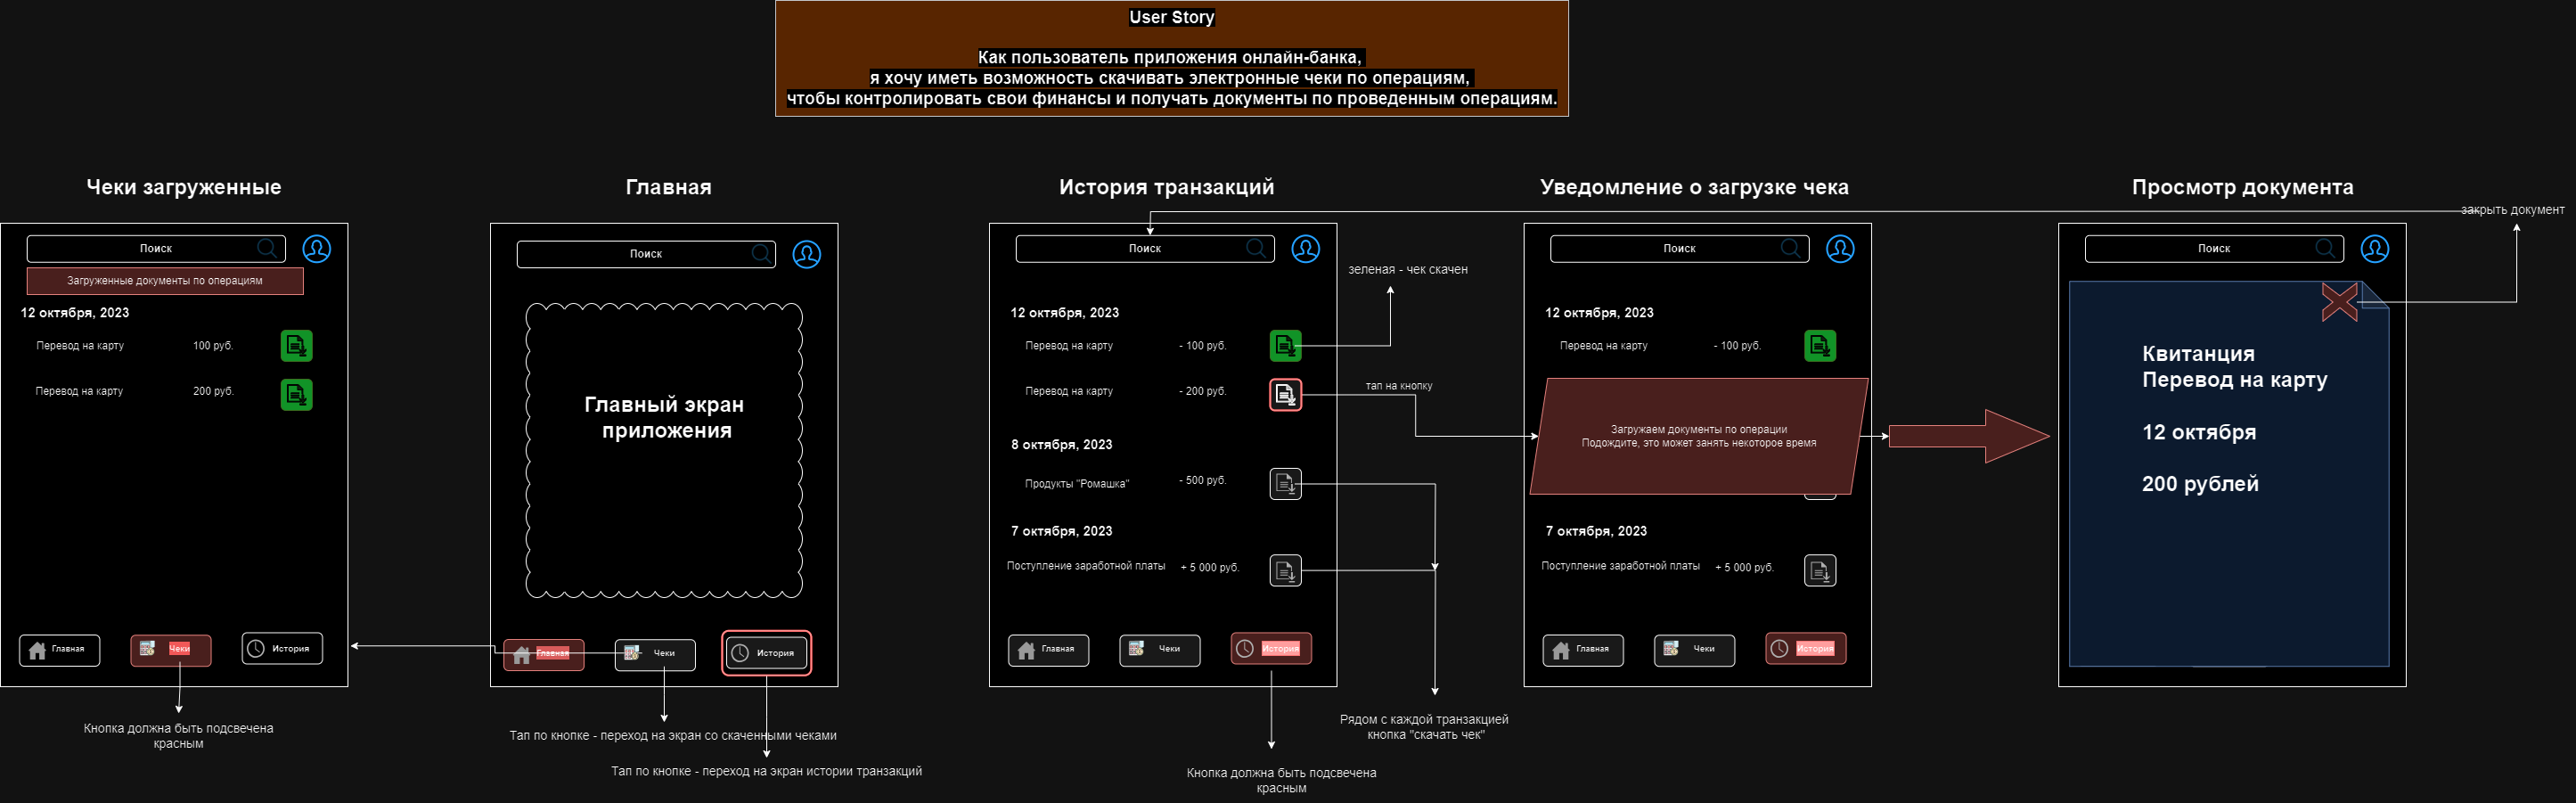 User Story
Как пользователь приложения онлайн-банка,
я хочу иметь возможность скачивать электронные чеки по операциям,
чтобы контролировать свои финансы и получать документы по проведенным операциям.
Чеки загруженные
Поиск
Загруженные документы по операциям
12 октября, 2023
Перевод на карту 100 руб.
Перевод на карту 200 руб.
Главная Чеки История
Кнопка должна быть подсвечена
красным
Главная
Поиск
Главный экран
приложения
Главная Чеки История
Тап по кнопке - переход на экран со скаченными чеками
Тап по кнопке - переход на экран истории транзакций
История транзакций
Поиск
12 октября, 2023
Перевод на карту - 100 руб.
Перевод на карту - 200 руб.
8 октября, 2023
Продукты "Ромашка" - 500 руб.
7 октября, 2023
Поступление заработной платы + 5 000 руб.
Главная Чеки История
Кнопка должна быть подсвечена
красным
зеленая - чек скачен
тап на кнопку
Рядом с каждой транзакцией
кнопка "скачать чек"
Уведомление о загрузке чека
Поиск
12 октября, 2023
Перевод на карту - 100 руб.
Загружаем документы по операции
Подождите, это может занять некоторое время
7 октября, 2023
Поступление заработной платы + 5 000 руб.
Главная Чеки История
Просмотр документа
закрыть документ
Поиск
Квитанция
Перевод на карту
12 октября
200 рублей